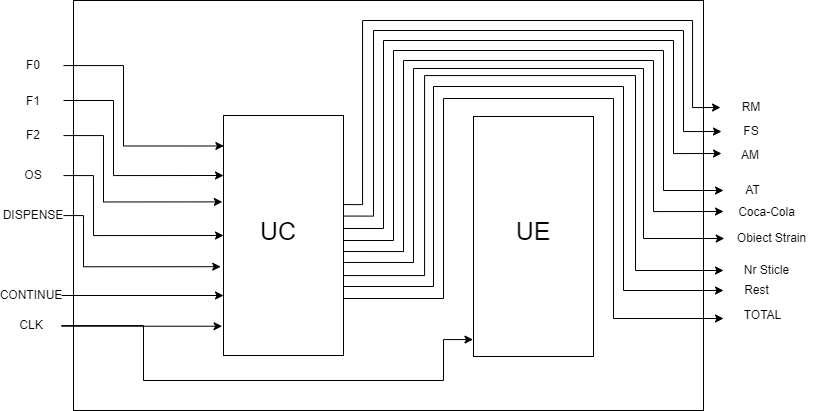 F0
F1
F2
OS
DISPENSE
CONTINUE
CLK
UC
UE
RM
FS
AM
AT
Coca-Cola
Obiect Strain
Nr Sticle
Rest
TOTAL